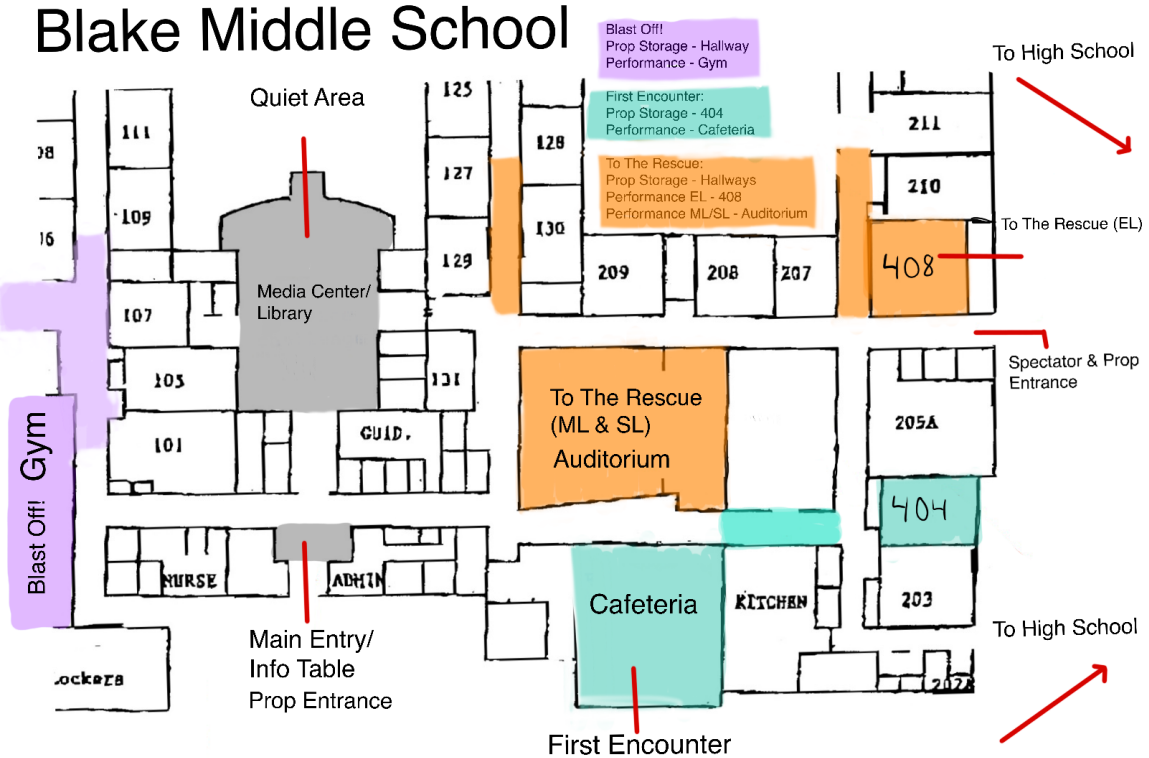 Blake Middle School
Blast Off!
Prop Storage - Hallway
Performance - Gym
To High School
First Encounter:
Prop Storage - 404
Performance - Cafeteria
To The Rescue:
Prop Storage - Hallways
Performance EL - 408
Performance ML/SL - Auditorium
Quiet Area
111
109
107
105
101
125
127
129
131
128
130
211
210
209
208
207
408
To The Rescue (EL)
Media Center/
Library
Spectator & Prop
Entrance
To The Rescue
(ML & SL)
Auditorium
GUID.
205A
404
Blast Off! Gym
NURSE
ADMIN
Cafeteria
KITCHEN
203
Main Entry/
Info Table
Prop Entrance
To High School
First Encounter